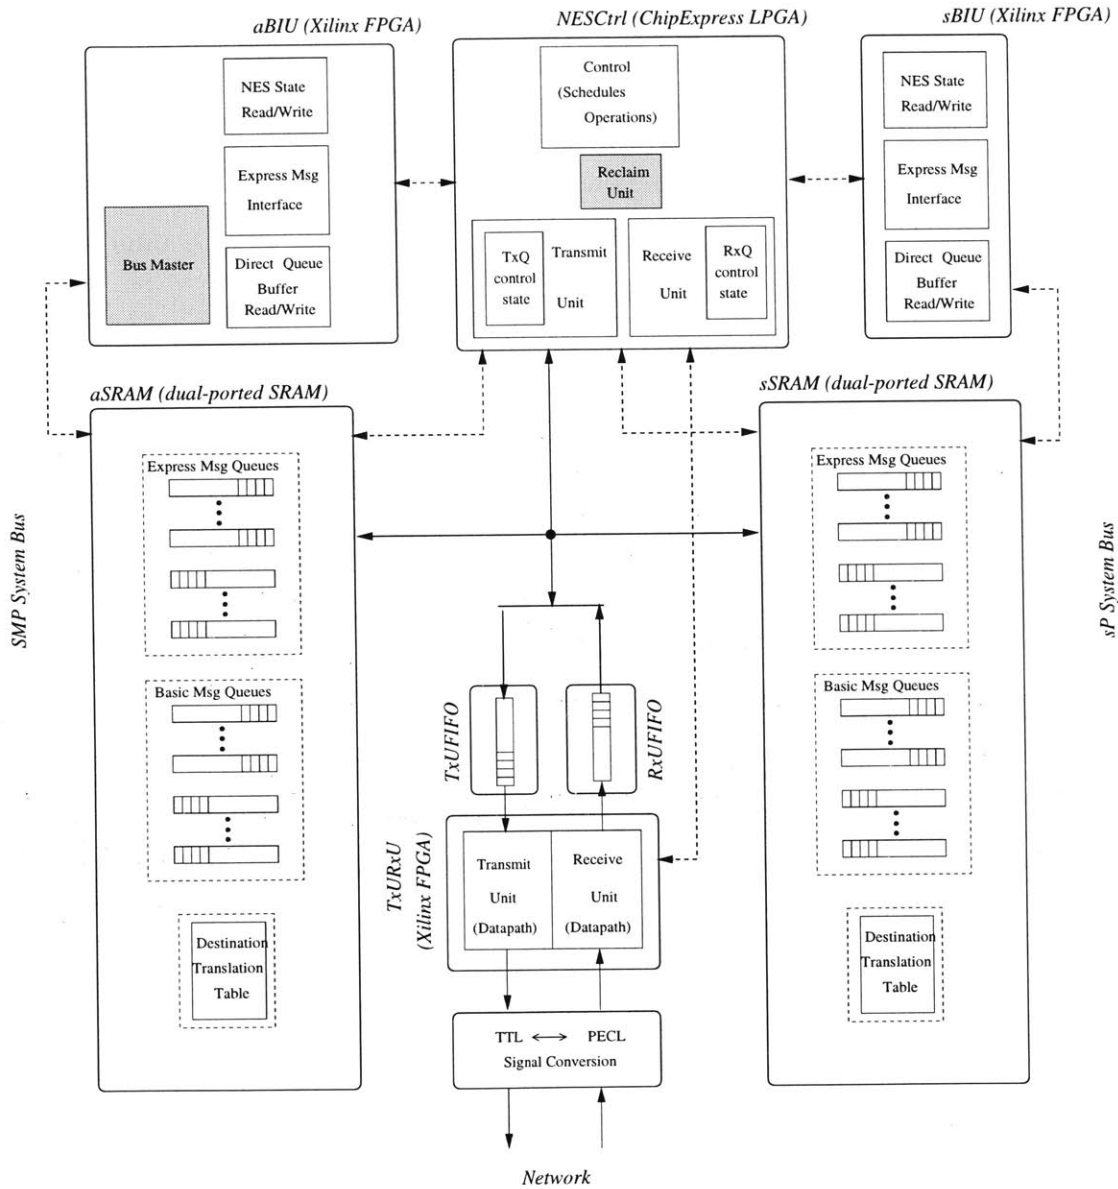 aBIU (Xilinx FPGA)
NESCtrl (ChipExpress LPGA)
sBIU (Xilinx FPGA)
NES State
Read/Write
Express Msg
Interface
Bus Master
Direct Queue
Buffer
Read/Write
Control
(Schedules
Operations)
Reclaim
Unit
TxQ
control
state
Transmit
Unit
Receive
Unit
RxQ
control
state
NES State
Read/Write
Express Msg
Interface
Direct Queue
Buffer
Read/Write
aSRAM (dual-ported SRAM)
sSRAM (dual-ported SRAM)
SMP System Bus
Express Msg Queues
Basic Msg Queues
Destination
Translation
Table
TxUFIFO
RxUFIFO
TxURxU
(Xilinx FPGA)
Transmit
Unit
(Datapath)
Receive
Unit
(Datapath)
TTL
PECL
Signal Conversion
Network
Express Msg Queues
Basic Msg Queues
Destination
Translation
Table
sP System Bus